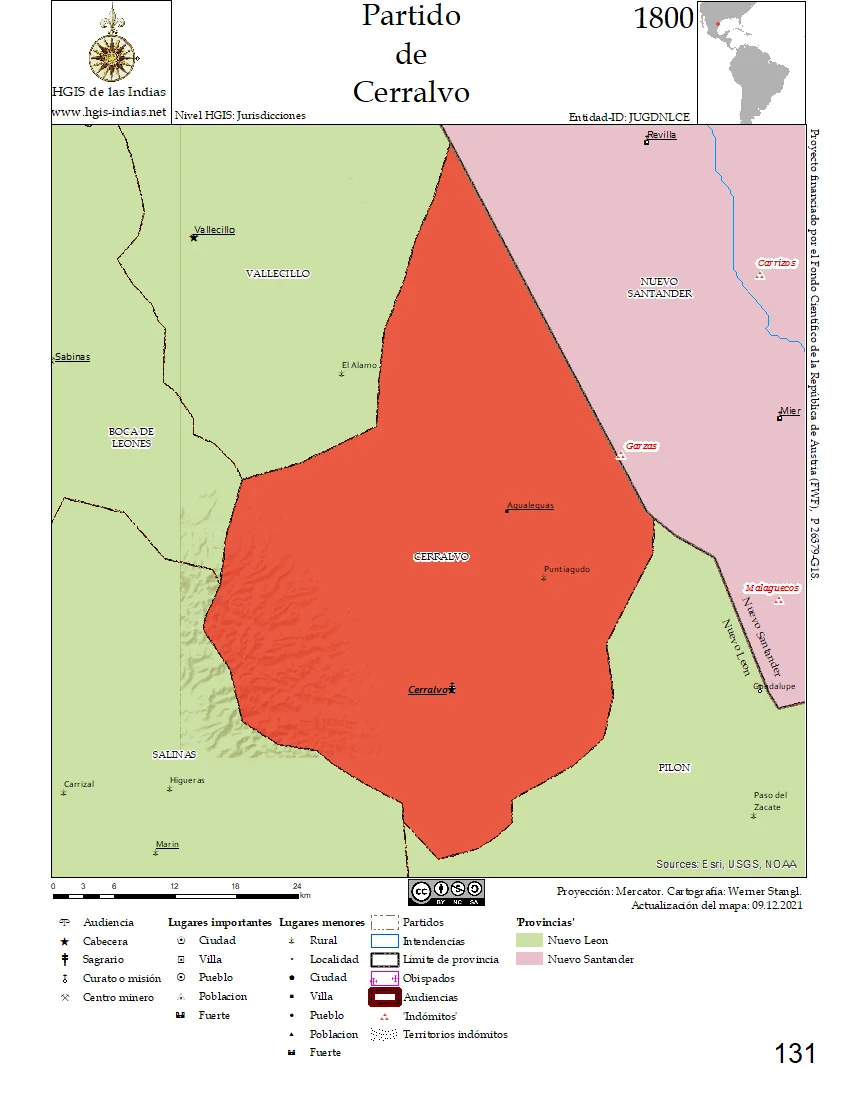 Partido
de
Cerralvo
1800
HGIS de las Indias
www.hgis-indias.net
Nivel HGIS: Jurisdicciones
Entidad-ID: JUGDNLCE
Revilla
Vallecillo
VALLECILLO
Carrizos
NUEVO
SANTANDER
Sabinas
El Alamo
Mier
BOCA DE
LEONES
Garzas
Agualeguas
CERRALVO
Puntiagudo
Malaguecos
Nuevo Santander
Nuevo Leon
Cerralvo
Guadalupe
SALINAS
PILON
Carrizal
Higueras
Paso del
Zacate
Marin
Sources: Esri, USGS, NOAA
Proyecto financiado por el Fondo Científico de la República de Austria (FWF), P 26379-G18.
0 3 6 12 18 24
km
CC BY NC SA
Proyección: Mercator. Cartografía: Werner Stangl.
Actualización del mapa: 09.12.2021
Audiencia
Cabecera
Sagrario
Curato o misión
Centro minero
Lugares importantes
Ciudad
Villa
Pueblo
Poblacion
Fuerte
Lugares menores
Rural
Localidad
Ciudad
Villa
Pueblo
Poblacion
Fuerte
Partidos
Intendencias
Límite de provincia
Obispados
Audiencias
'Indómitos'
Territorios indómitos
'Provincias'
Nuevo Leon
Nuevo Santander
131